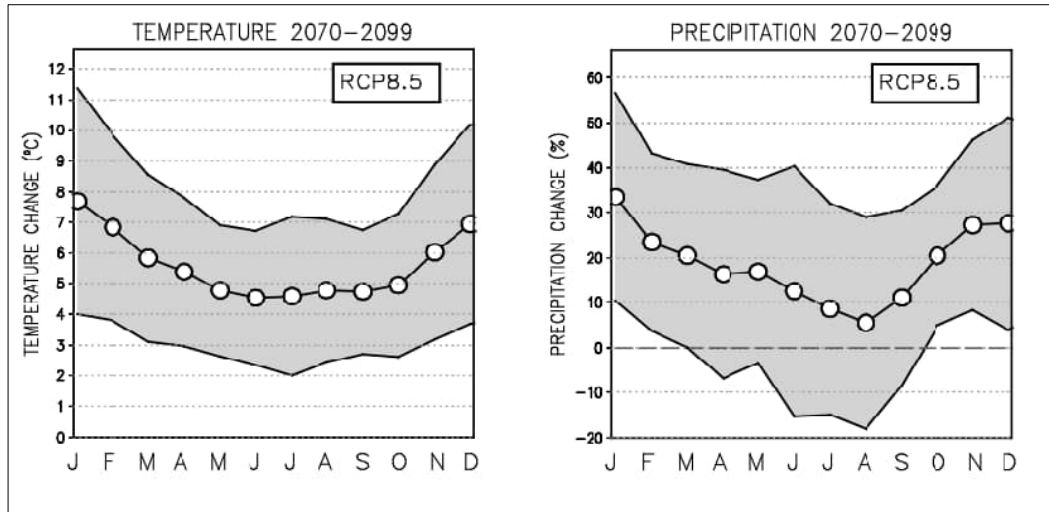 TEMPERATURE 2070-2099
RCP8.5
TEMPERATURE CHANGE (ºC)
12
11
10
9
8
7
6
5
4
3
2
1
0
J F M A M J J A S O N D
PRECIPITATION 2070-2099
RCP8.5
PRECIPITATION CHANGE (%)
60
50
40
30
20
10
0
-10
-20
J F M A M J J A S O N D